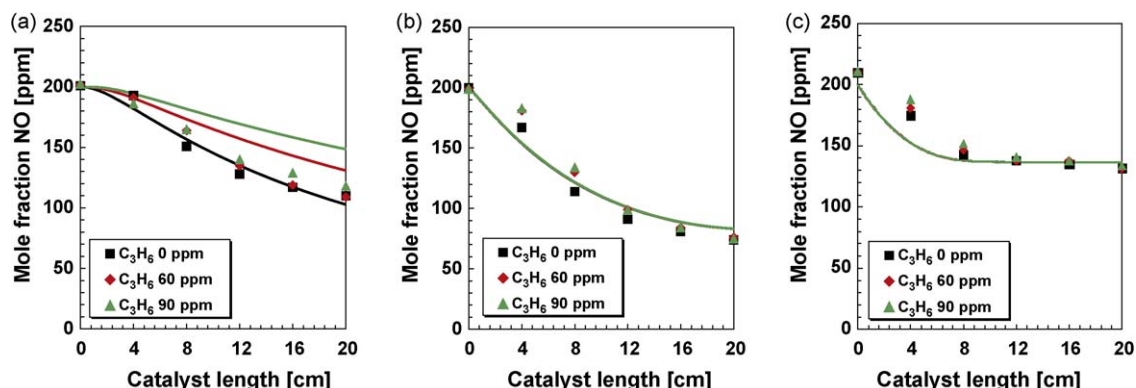 (a)
250
200
150
100
50
0
Mole fraction NO [ppm]
C₃H₆ 0 ppm
C₃H₆ 60 ppm
C₃H₆ 90 ppm
0 4 8 12 16 20
Catalyst length [cm]
(b)
250
200
150
100
50
0
Mole fraction NO [ppm]
C₃H₆ 0 ppm
C₃H₆ 60 ppm
C₃H₆ 90 ppm
0 4 8 12 16 20
Catalyst length [cm]
(c)
250
200
150
100
50
0
Mole fraction NO [ppm]
C₃H₆ 0 ppm
C₃H₆ 60 ppm
C₃H₆ 90 ppm
0 4 8 12 16 20
Catalyst length [cm]